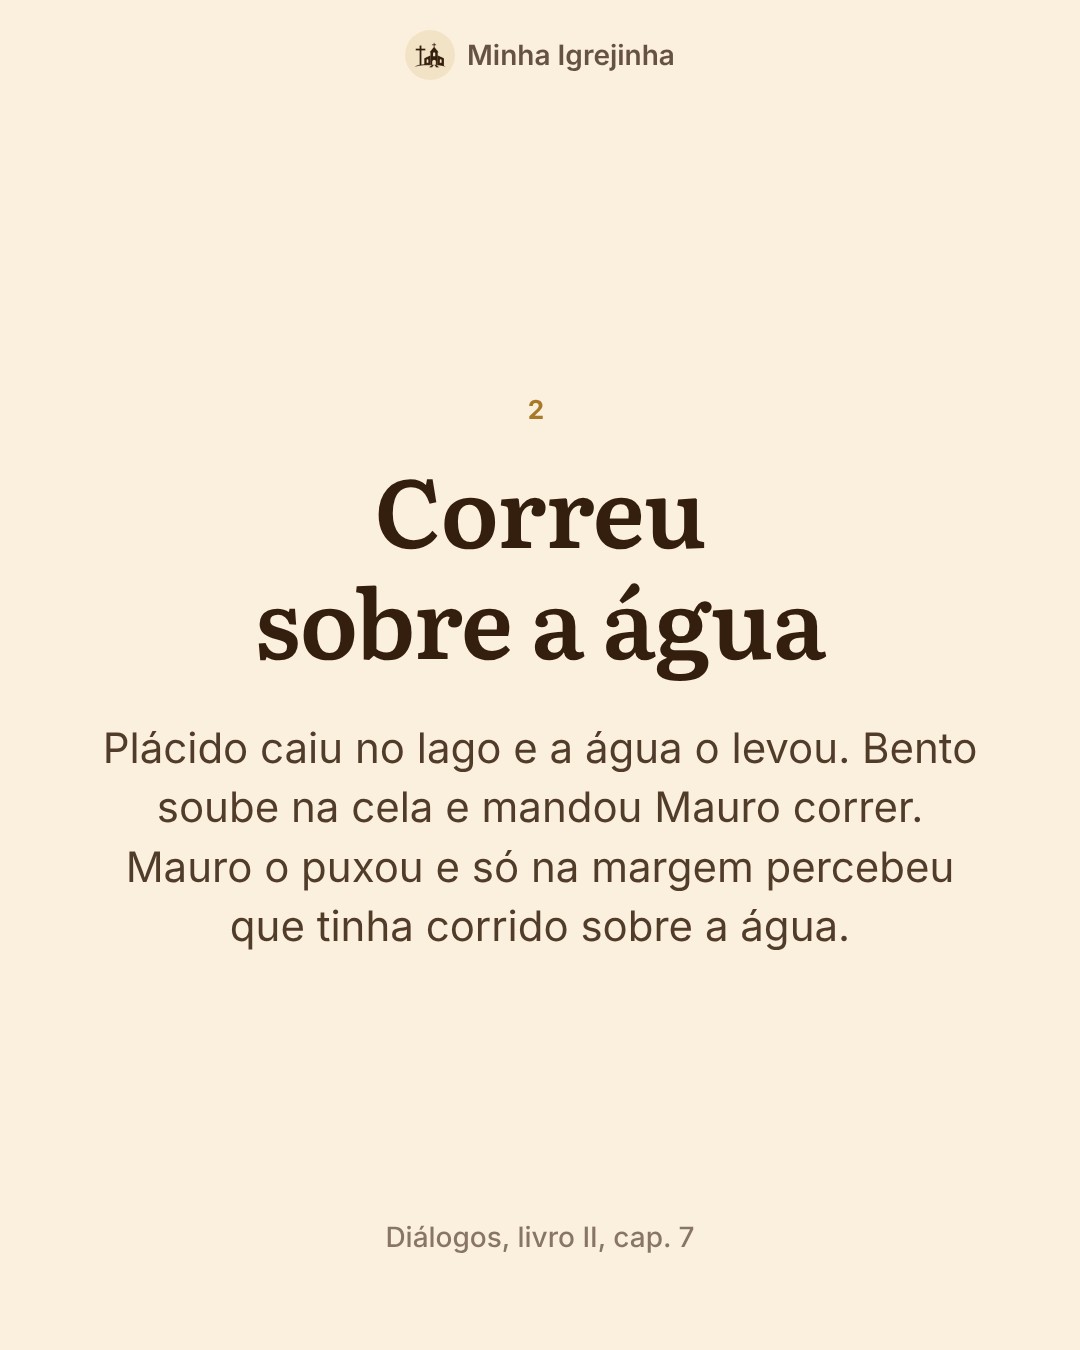 Minha Igrejinha
2
Correu
sobre a água
Plácido caiu no lago e a água o levou. Bento
soube na cela e mandou Mauro correr.
Mauro o puxou e só na margem percebeu
que tinha corrido sobre a água.
Diálogos, livro II, cap. 7